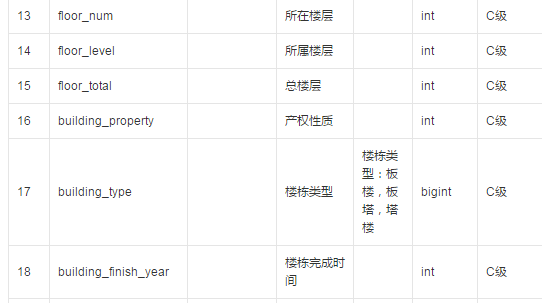 13 floor_num 所在楼层 int C级
14 floor_level 所属楼层 int C级
15 floor_total 总楼层 int C级
16 building_property 产权性质 int C级
17 building_type 楼栋类型 楼栋类
型：板
楼，板
塔，塔
楼 bigint C级
18 building_finish_year 楼栋完成时
间 int C级